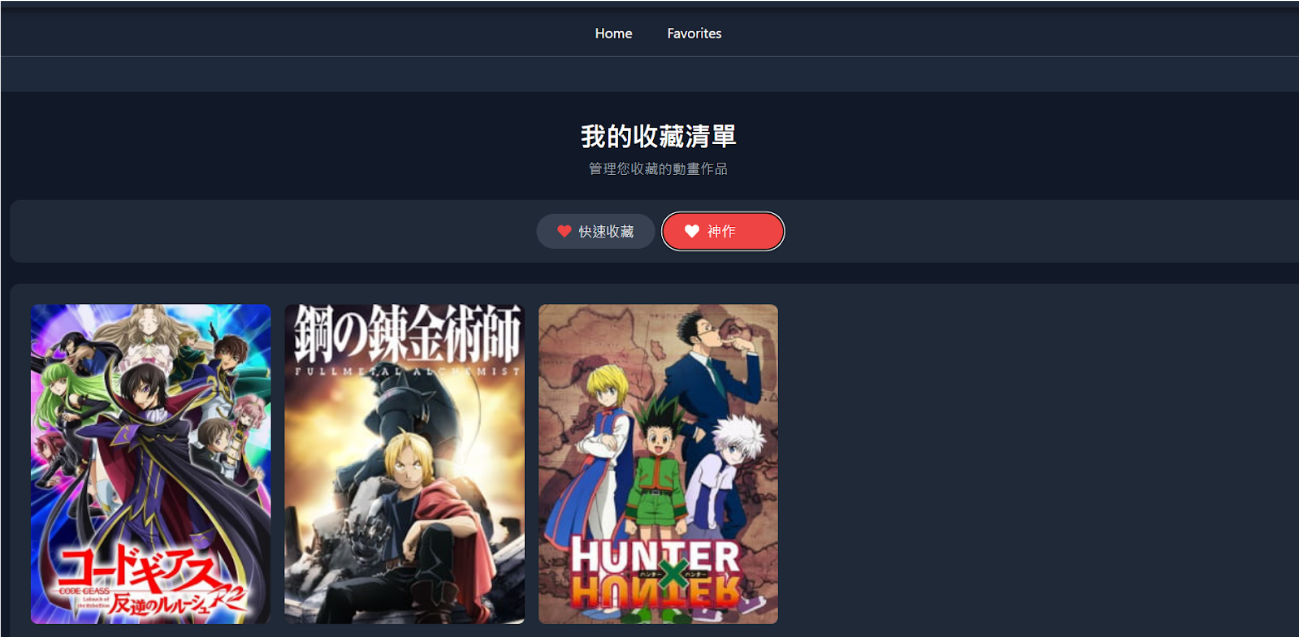 Home Favorites
我的收藏清單
管理您收藏的動畫作品
快速收藏 神作
コードギアス
CODE GEASS
Lelouch of
the Rebellion
反逆のルルーシュ R2
鋼の錬金術師
FULLMETAL ALCHEMIST
HUNTER
ハンター×ハンター
HUNTER